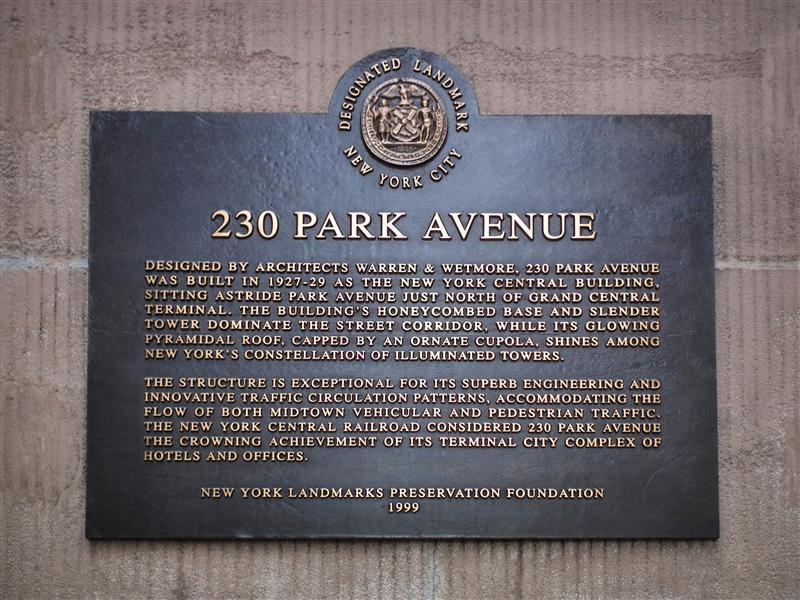 DESIGNATED LANDMARK
NEW YORK CITY
230 PARK AVENUE
DESIGNED BY ARCHITECTS WARREN & WETMORE, 230 PARK AVENUE
WAS BUILT IN 1927-29 AS THE NEW YORK CENTRAL BUILDING,
SITTING ASTRIDE PARK AVENUE JUST NORTH OF GRAND CENTRAL
TERMINAL. THE BUILDING'S HONEYCOMBED BASE AND SLENDER
TOWER DOMINATE THE STREET CORRIDOR, WHILE ITS GLOWING
PYRAMIDAL ROOF, CAPPED BY AN ORNATE CUPOLA, SHINES AMONG
NEW YORK'S CONSTELLATION OF ILLUMINATED TOWERS.
THE STRUCTURE IS EXCEPTIONAL FOR ITS SUPERB ENGINEERING AND
INNOVATIVE TRAFFIC CIRCULATION PATTERNS, ACCOMMODATING THE
FLOW OF BOTH MIDTOWN VEHICULAR AND PEDESTRIAN TRAFFIC.
THE NEW YORK CENTRAL RAILROAD CONSIDERED 230 PARK AVENUE
THE CROWNING ACHIEVEMENT OF ITS TERMINAL CITY COMPLEX OF
HOTELS AND OFFICES.
NEW YORK LANDMARKS PRESERVATION FOUNDATION
1999